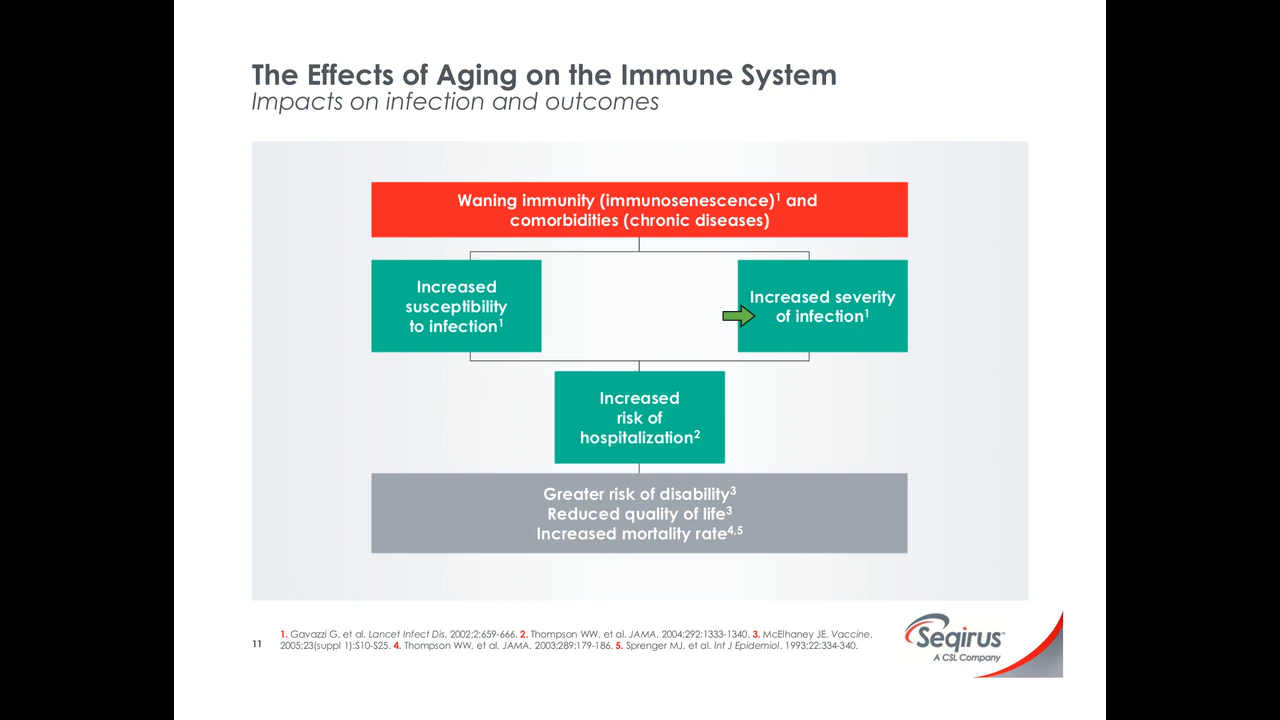 The Effects of Aging on the Immune System
Impacts on infection and outcomes
Waning immunity (immunosenescence)1 and
comorbidities (chronic diseases)
Increased
susceptibility
to infection1
Increased severity
of infection1
Increased
risk of
hospitalization2
Greater risk of disability3
Reduced quality of life3
Increased mortality rate4,5
11
1. Gavazzi G, et al. Lancet Infect Dis. 2002;2:659-666. 2. Thompson WW, et al. JAMA. 2004;292:1333-1340. 3. McElhaney JE. Vaccine.
2005;23(suppl 1):S10-S25. 4. Thompson WW, et al. JAMA. 2003;289:179-186. 5. Sprenger MJ, et al. Int J Epidemiol. 1993;22:334-340.
Seqirus™
A CSL Company